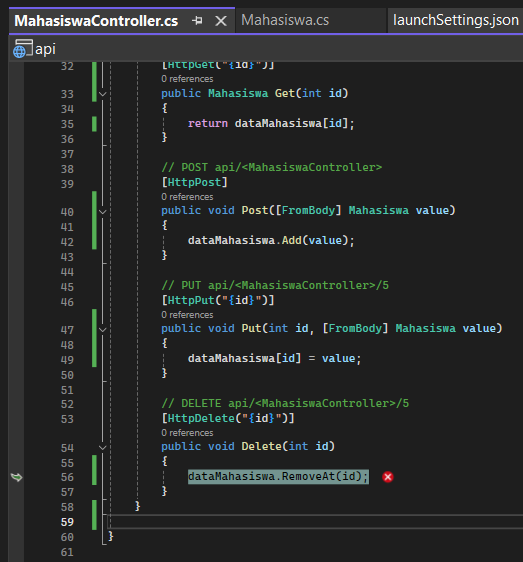 MahasiswaController.cs
Mahasiswa.cs
launchSettings.json
api
32 [HttpGet("{id}")]
0 references
33 public Mahasiswa Get(int id)
34 {
35 return dataMahasiswa[id];
36 }
37
38 // POST api/<MahasiswaController>
39 [HttpPost]
0 references
40 public void Post([FromBody] Mahasiswa value)
41 {
42 dataMahasiswa.Add(value);
43 }
44
45 // PUT api/<MahasiswaController>/5
46 [HttpPut("{id}")]
0 references
47 public void Put(int id, [FromBody] Mahasiswa value)
48 {
49 dataMahasiswa[id] = value;
50 }
51
52 // DELETE api/<MahasiswaController>/5
53 [HttpDelete("{id}")]
0 references
54 public void Delete(int id)
55 {
56 dataMahasiswa.RemoveAt(id);
57 }
58 }
59
60 }
61